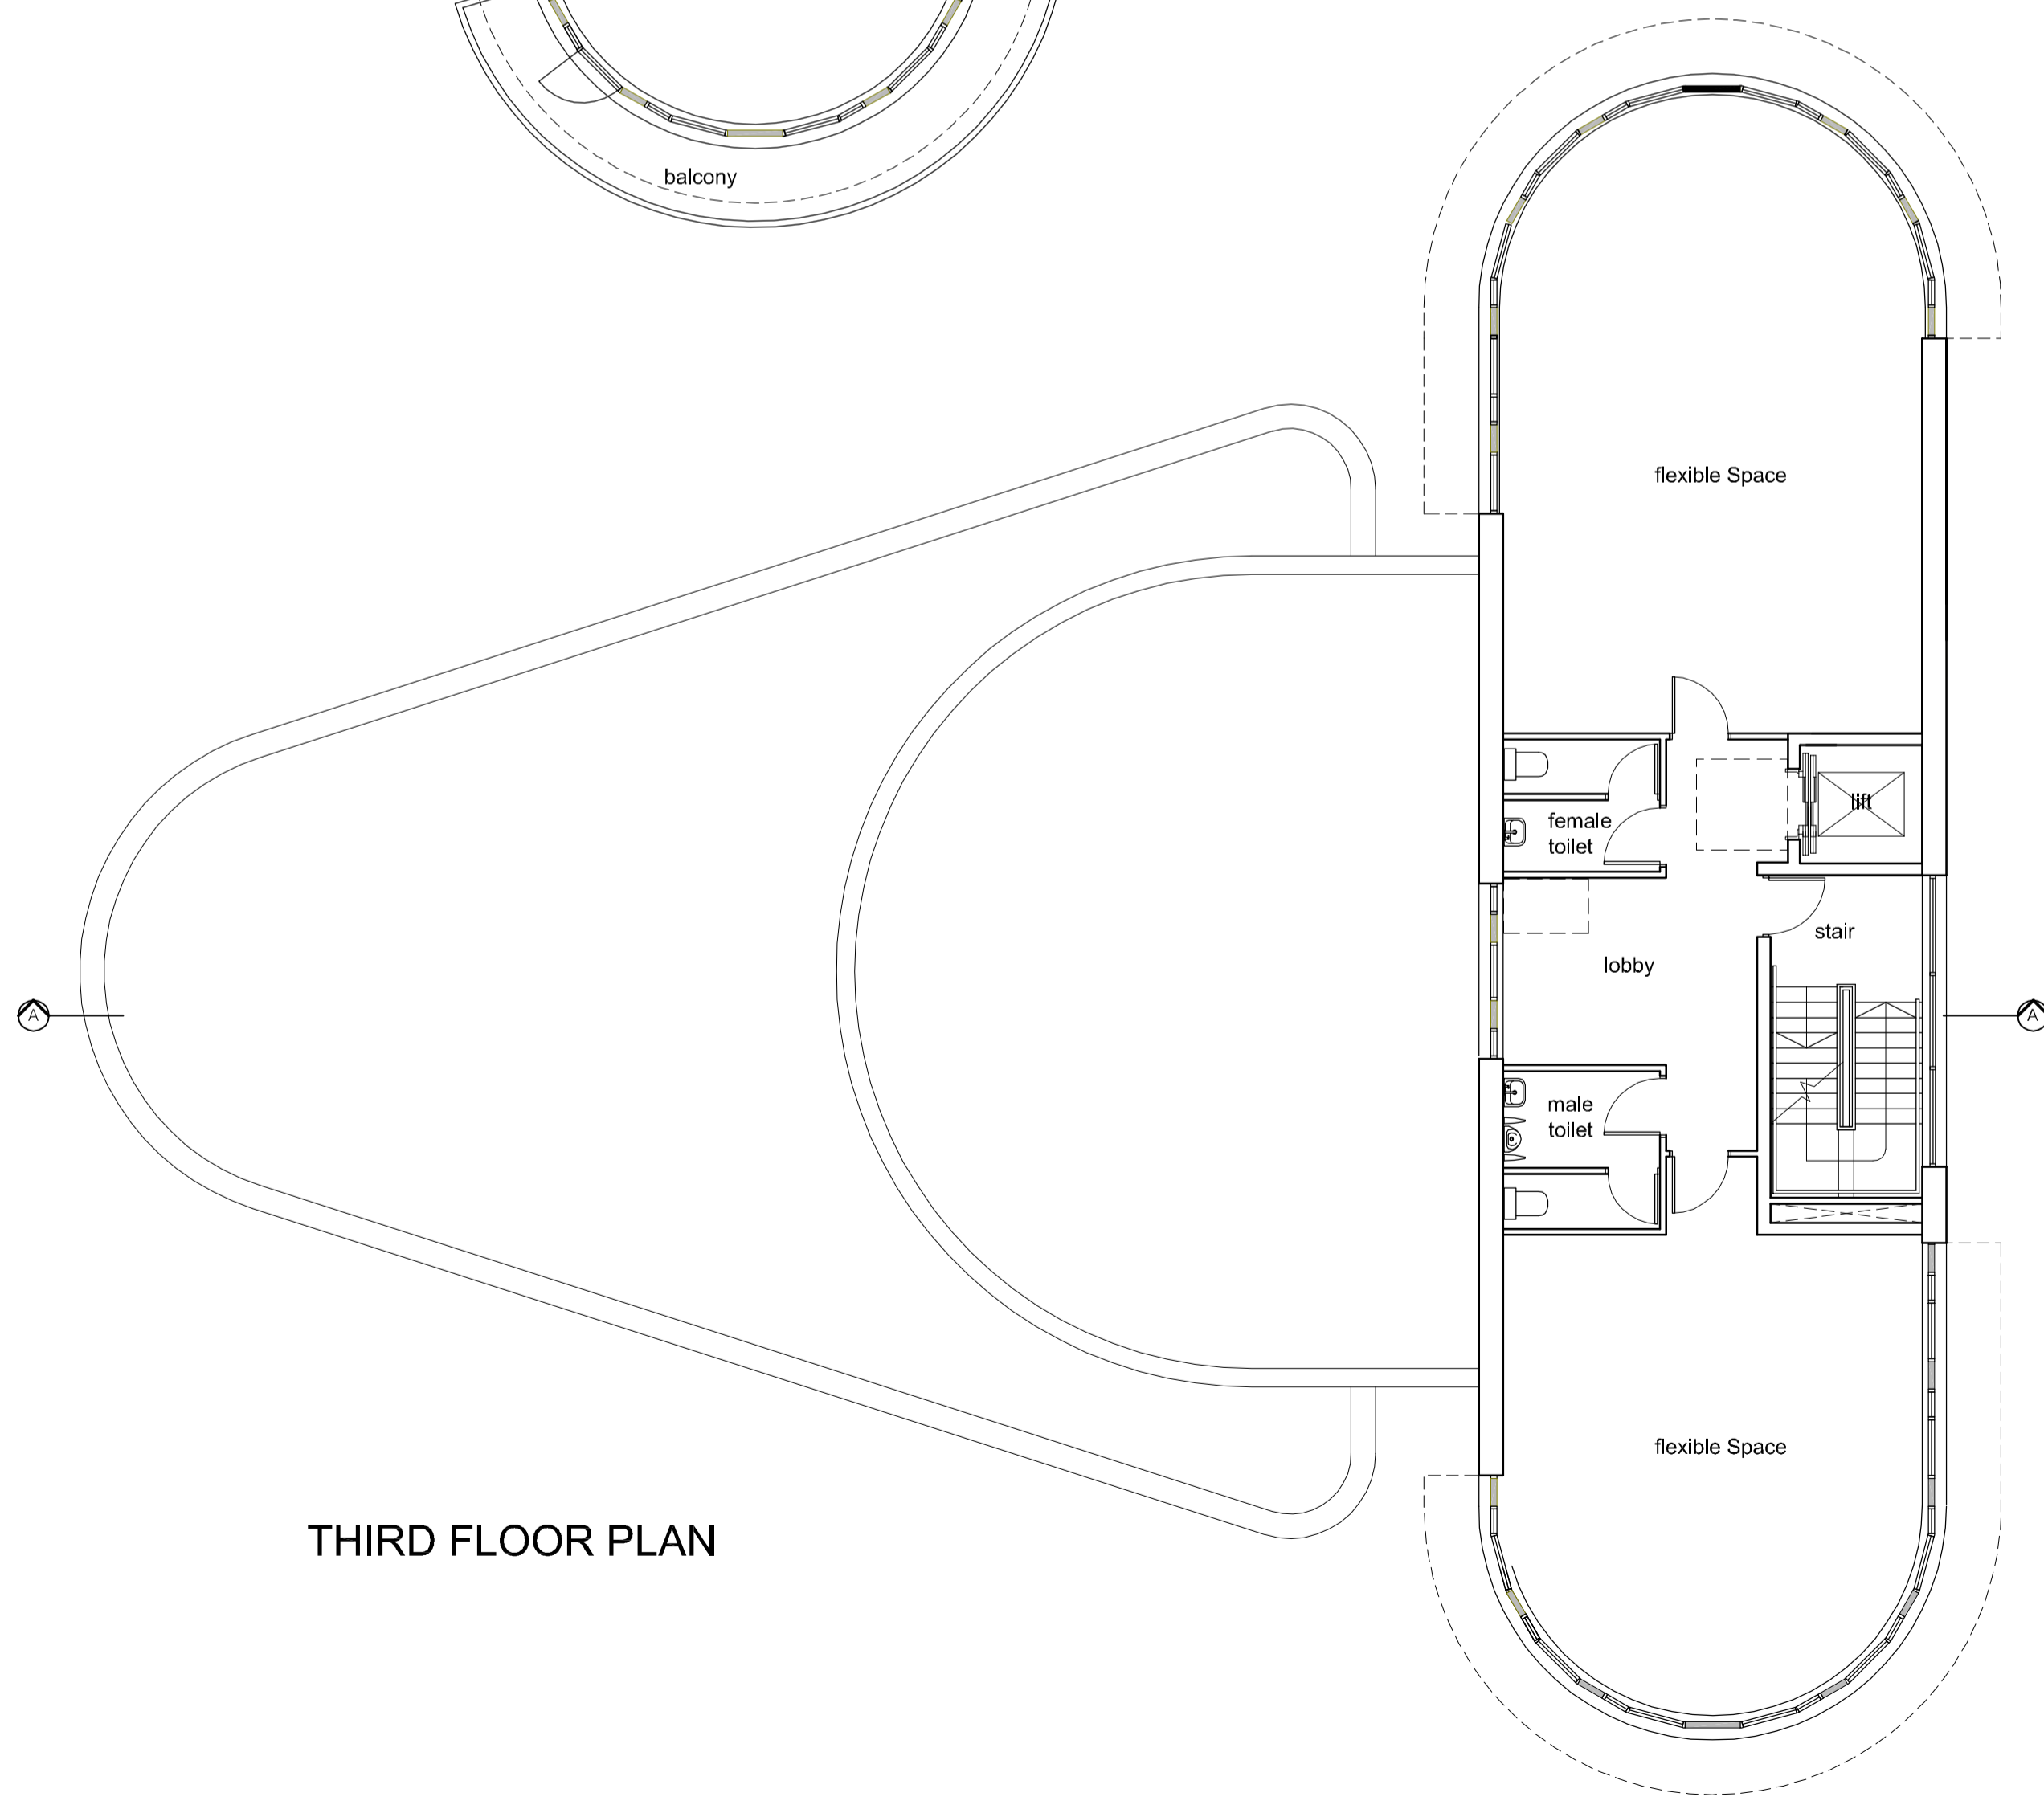 balcony
flexible Space
lift
female
toilet
stair
lobby
A
A
male
toilet
flexible Space
THIRD FLOOR PLAN